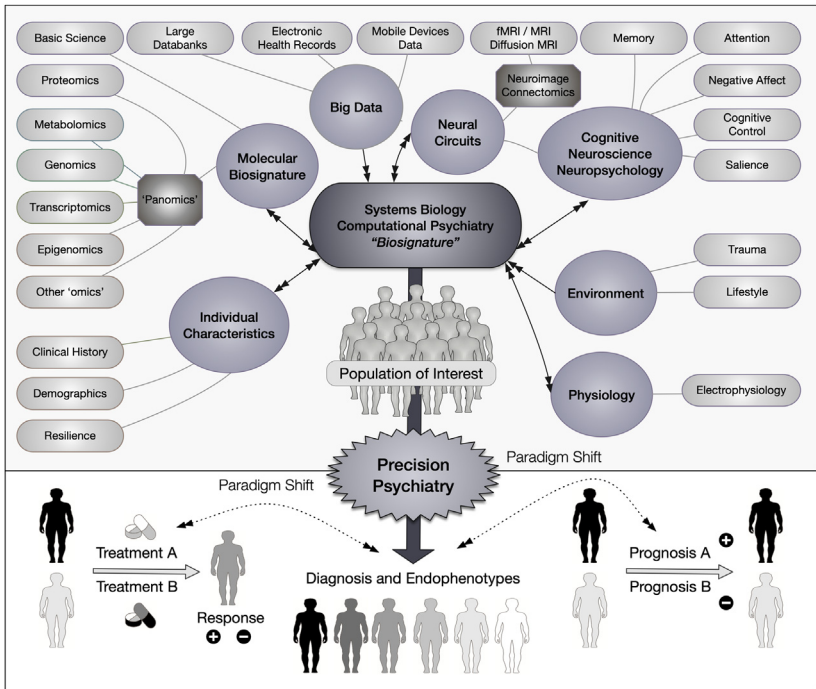 Basic Science
Large
Databanks
Electronic
Health Records
Mobile Devices
Data
fMRI / MRI
Diffusion MRI
Memory
Attention
Proteomics
Metabolomics
Genomics
Transcriptomics
Epigenomics
Other ‘omics’
‘Panomics’
Molecular
Biosignature
Big Data
Neural
Circuits
Neuroimage
Connectomics
Cognitive
Neuroscience
Neuropsychology
Negative Affect
Cognitive
Control
Salience
Systems Biology
Computational Psychiatry
“Biosignature”
Individual
Characteristics
Clinical History
Demographics
Resilience
Environment
Trauma
Lifestyle
Physiology
Electrophysiology
Population of Interest
Precision
Psychiatry
Paradigm Shift
Paradigm Shift
Treatment A
Treatment B
Response
+ −
Diagnosis and Endophenotypes
Prognosis A
+
Prognosis B
−